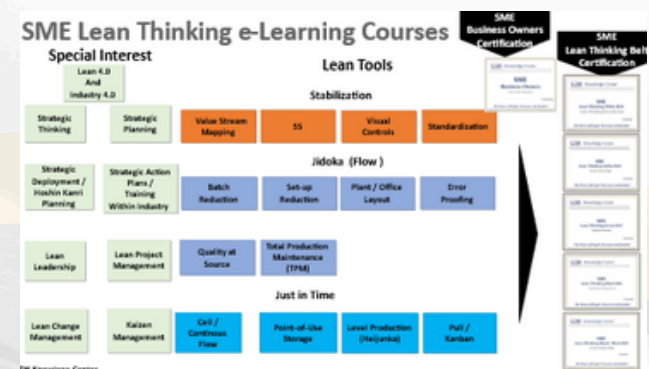 SME Lean Thinking e-Learning Courses
SME
Business Owners
Certification
SME
Lean Thinking Belt
Certification
Special Interest
Lean Tools
Lean 4.0
And
Industry 4.0
Stabilization
Strategic
Thinking
Strategic
Planning
Value Stream
Mapping
5S
Visual
Controls
Standardization
Jidoka (Flow )
Strategic
Deployment /
Hoshin Kanri
Planning
Strategic Action
Plans /
Training
Within Industry
Batch
Reduction
Set-up
Reduction
Plant / Office
Layout
Error
Proofing
Lean
Leadership
Lean Project
Management
Quality at
Source
Total Production
Maintenance
(TPM)
Just in Time
Lean Change
Management
Kaizen
Management
Cell /
Continous
Flow
Point-of-Use
Storage
Level Production
(Heijunka)
Pull /
Kanban
SME
Business Owners